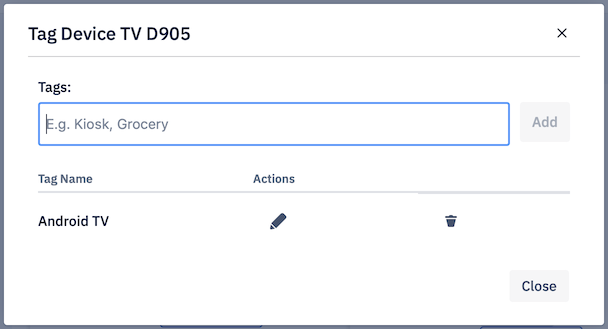 Tag Device TV D905
Tags:
E.g. Kiosk, Grocery
Add
Tag Name Actions
Android TV
Close